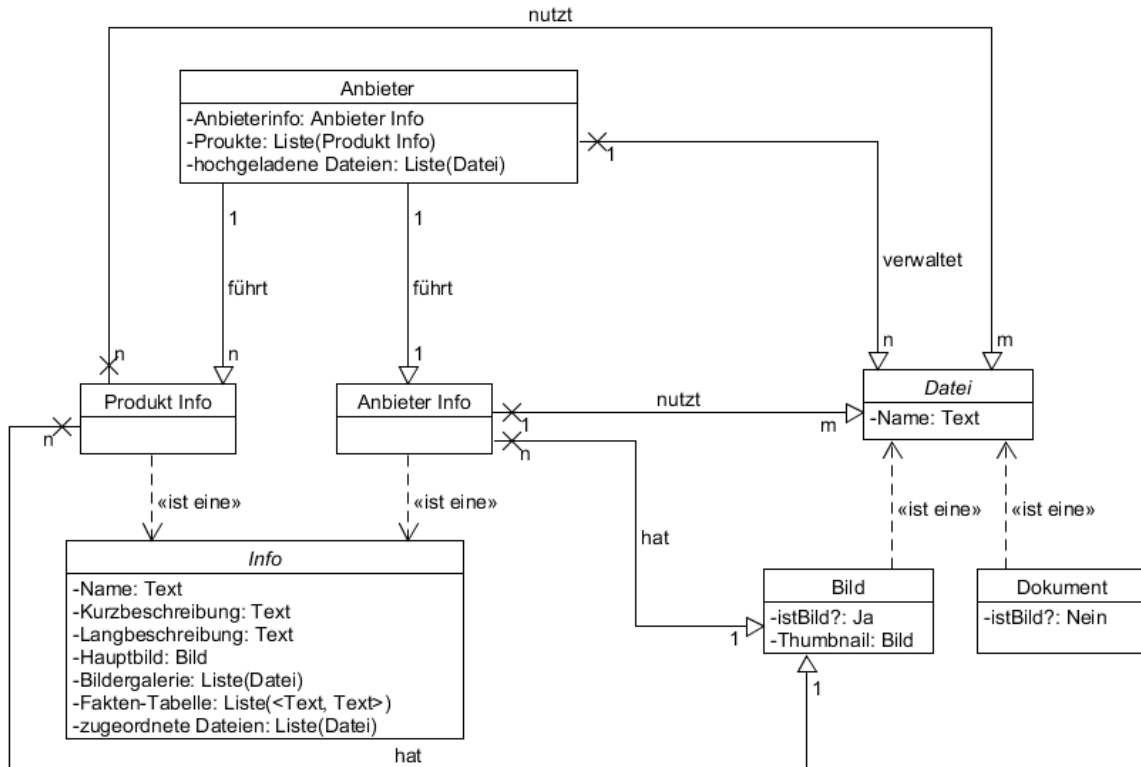 nutzt
Anbieter
-Anbieterinfo: Anbieter Info
-Proukte: Liste(Produkt Info)
-hochgeladene Dateien: Liste(Datei)
1
1
1
führt
führt
verwaltet
n
n
1
n
m
Produkt Info
n
Anbieter Info
nutzt
1
m
n
Datei
-Name: Text
«ist eine»
«ist eine»
«ist eine»
«ist eine»
hat
Info
-Name: Text
-Kurzbeschreibung: Text
-Langbeschreibung: Text
-Hauptbild: Bild
-Bildergalerie: Liste(Datei)
-Fakten-Tabelle: Liste(<Text, Text>)
-zugeordnete Dateien: Liste(Datei)
Bild
-istBild?: Ja
-Thumbnail: Bild
1
1
Dokument
-istBild?: Nein
hat